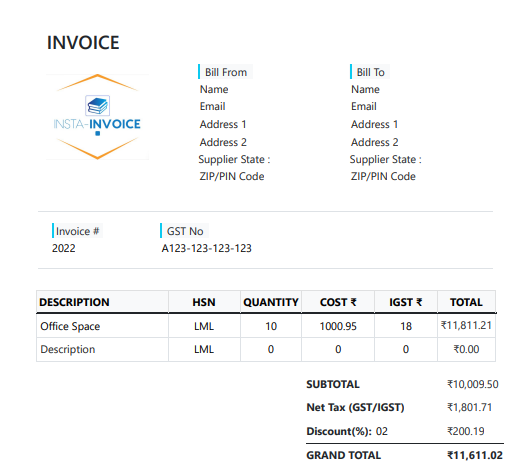 INVOICE
INSTA-INVOICE
Bill From
Name
Email
Address 1
Address 2
Supplier State :
ZIP/PIN Code
Bill To
Name
Email
Address 1
Address 2
Supplier State :
ZIP/PIN Code
Invoice #
2022
GST No
A123-123-123-123
DESCRIPTION HSN QUANTITY COST ₹ IGST ₹ TOTAL
Office Space LML 10 1000.95 18 ₹11,811.21
Description LML 0 0 0 ₹0.00
SUBTOTAL ₹10,009.50
Net Tax (GST/IGST) ₹1,801.71
Discount(%): 02 ₹200.19
GRAND TOTAL ₹11,611.02